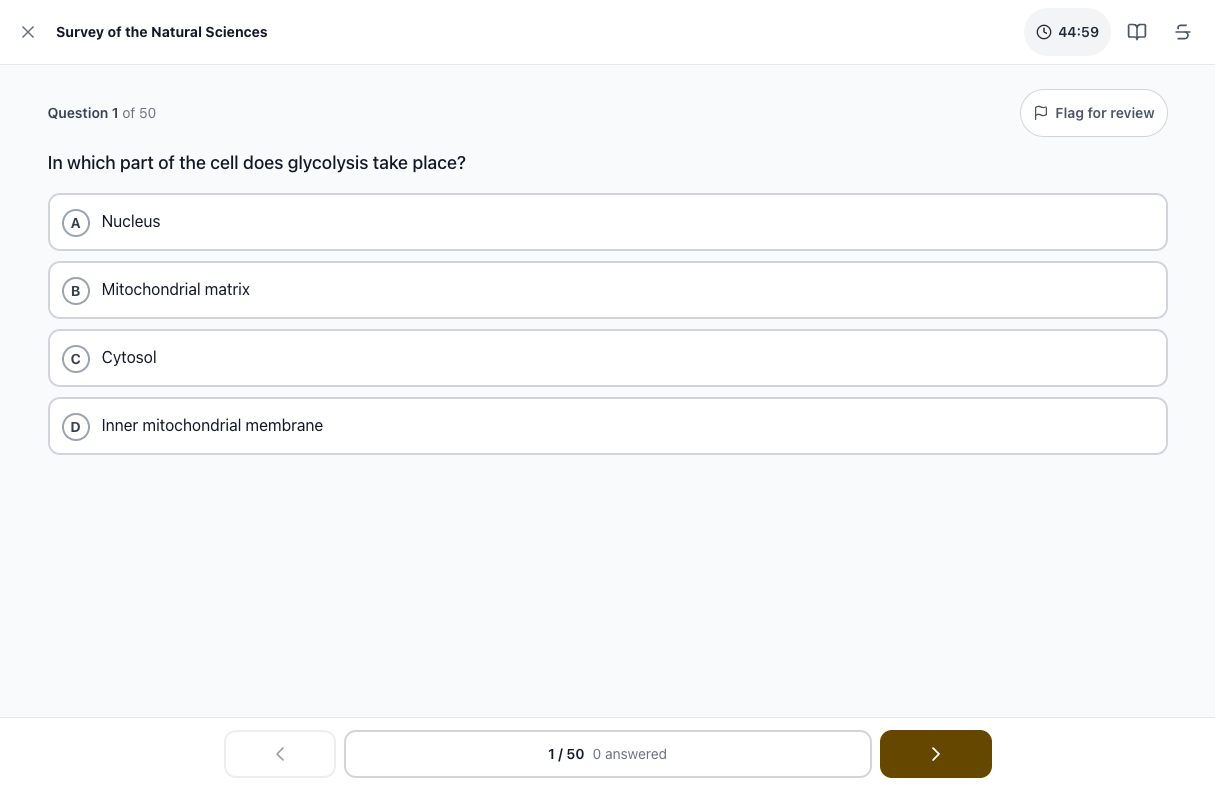 Survey of the Natural Sciences
44:59
Question 1 of 50
Flag for review
In which part of the cell does glycolysis take place?
A Nucleus
B Mitochondrial matrix
C Cytosol
D Inner mitochondrial membrane
1 / 50 0 answered